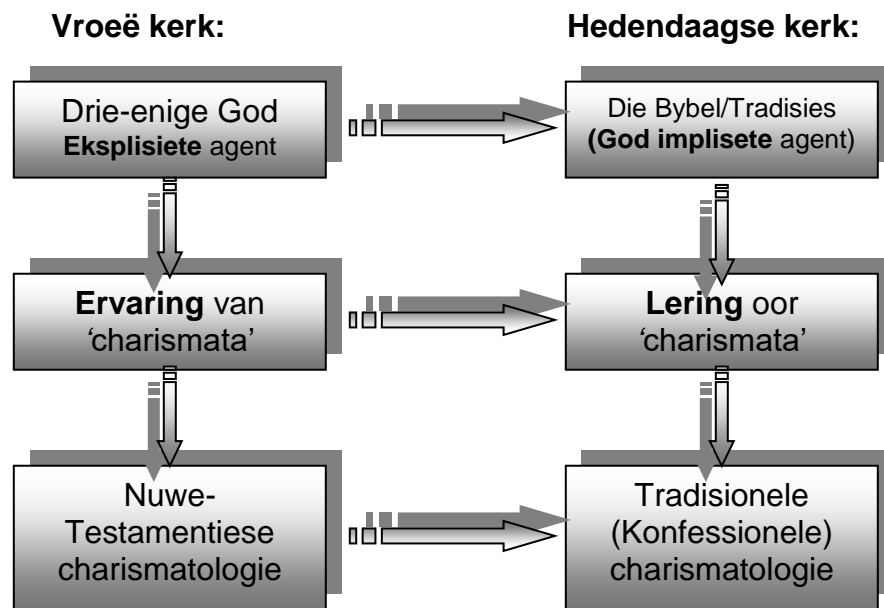 Vroeë kerk:
Hedendaagse kerk:
Drie-enige God
Eksplisiete agent
Die Bybel/Tradisies
(God implisete agent)
Ervaring van
‘charismata’
Lering oor
‘charismata’
Nuwe-
Testamentiese
charismatologie
Tradisionele
(Konfessionele)
charismatologie